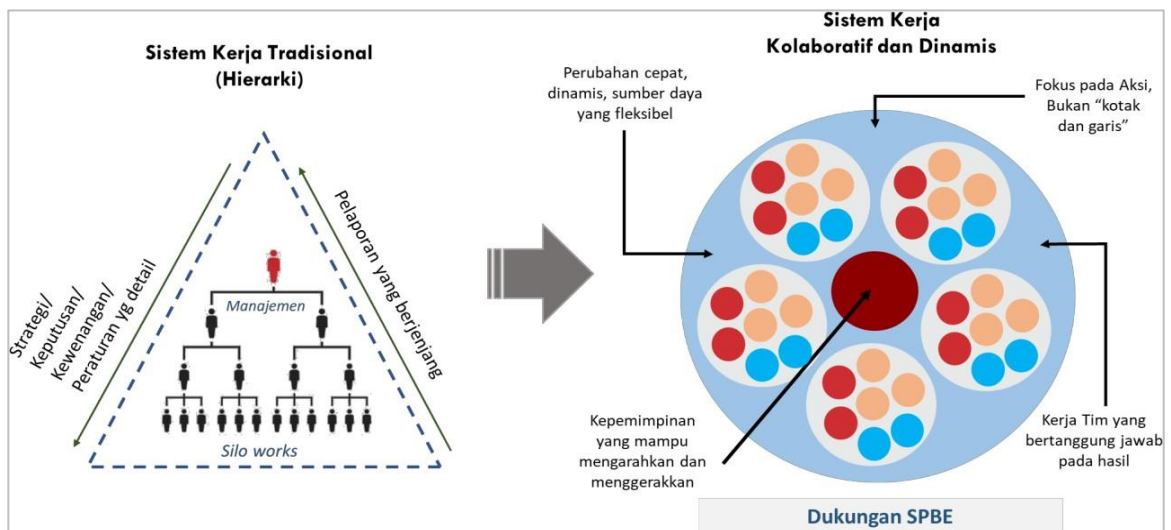 Sistem Kerja Tradisional
(Hierarki)
Strategi/
Keputusan/
Kewenangan/
Peraturan yg detail
Pelaporan yang berjenjang
Manajemen
Silo works
Sistem Kerja
Kolaboratif dan Dinamis
Perubahan cepat,
dinamis, sumber daya
yang fleksibel
Fokus pada Aksi,
Bukan “kotak
dan garis”
Kepemimpinan
yang mampu
mengarahkan dan
menggerakkan
Kerja Tim yang
bertanggung jawab
pada hasil
Dukungan SPBE